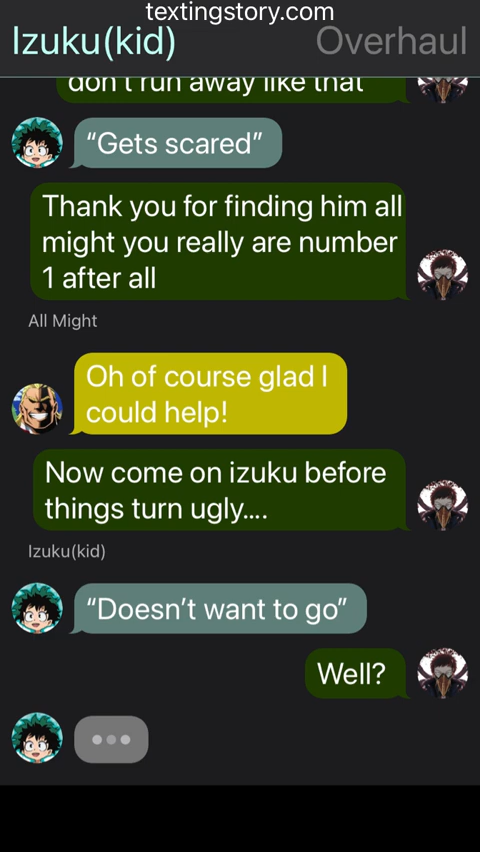 textingstory.com
Izuku(kid)
Overhaul
don't run away like that
“Gets scared”
Thank you for finding him all
might you really are number
1 after all
All Might
Oh of course glad I
could help!
Now come on izuku before
things turn ugly....
Izuku(kid)
“Doesn’t want to go”
Well?